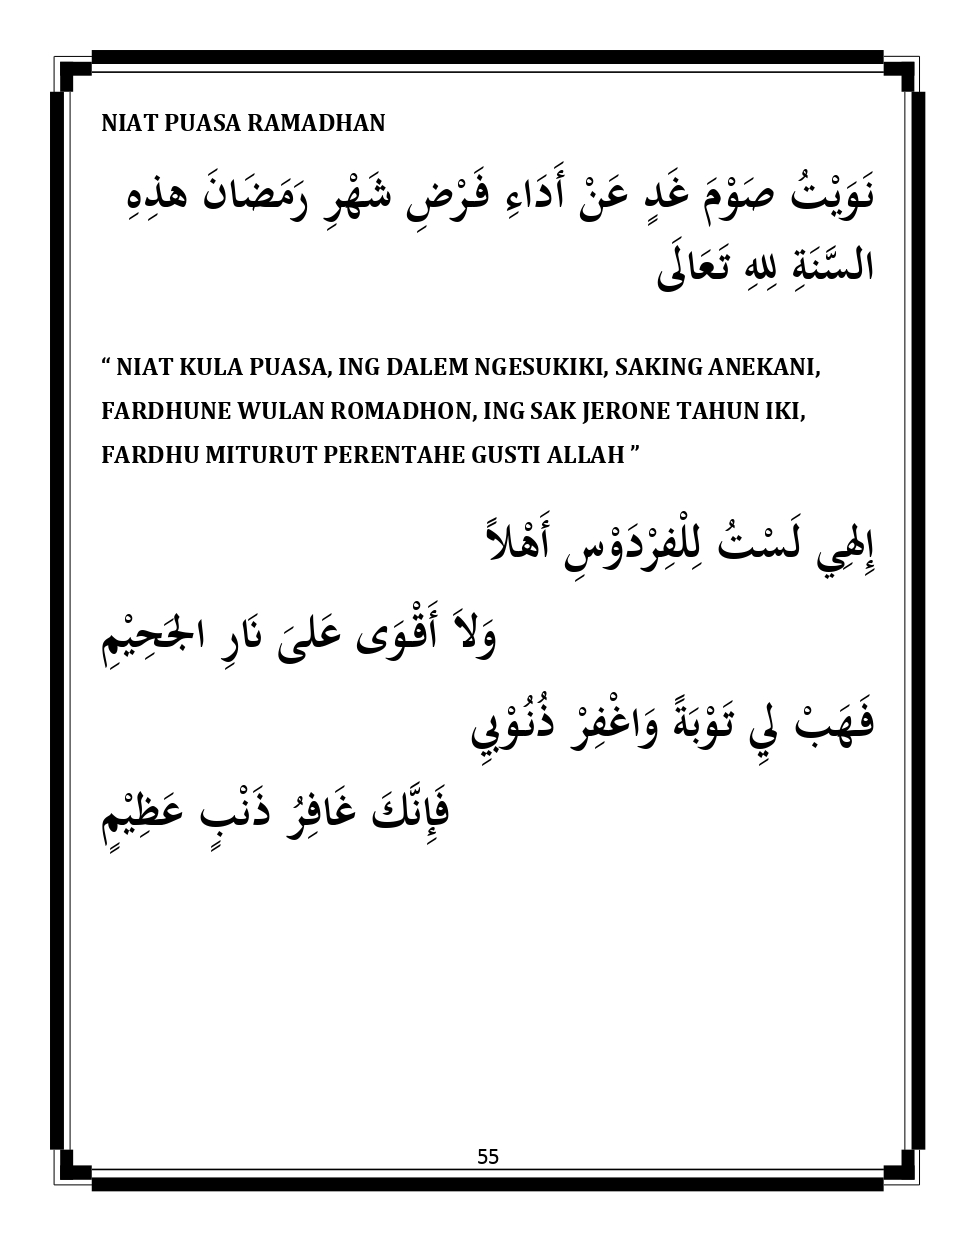 NIAT PUASA RAMADHAN
نَوَيْتُ صَوْمَ غَدٍ عَنْ أَدَاءِ فَرْضِ شَهْرِ رَمَضَانَ هذِهِ
السَّنَةِ لِلهِ تَعَالَى
“ NIAT KULA PUASA, ING DALEM NGESUKIKI, SAKING ANEKANI,
FARDHUNE WULAN ROMADHON, ING SAK JERONE TAHUN IKI,
FARDHU MITURUT PERENTAHE GUSTI ALLAH ”
إِلهِي لَسْتُ لِلْفِرْدَوْسِ أَهْلاً
وَلاَ أَقْوَى عَلىَ نَارِ الجَحِيْمِ
فَهَبْ لِي تَوْبَةً وَاغْفِرْ ذُنُوْبِي
فَإِنَّكَ غَافِرُ ذَنْبٍ عَظِيْمٍ
55